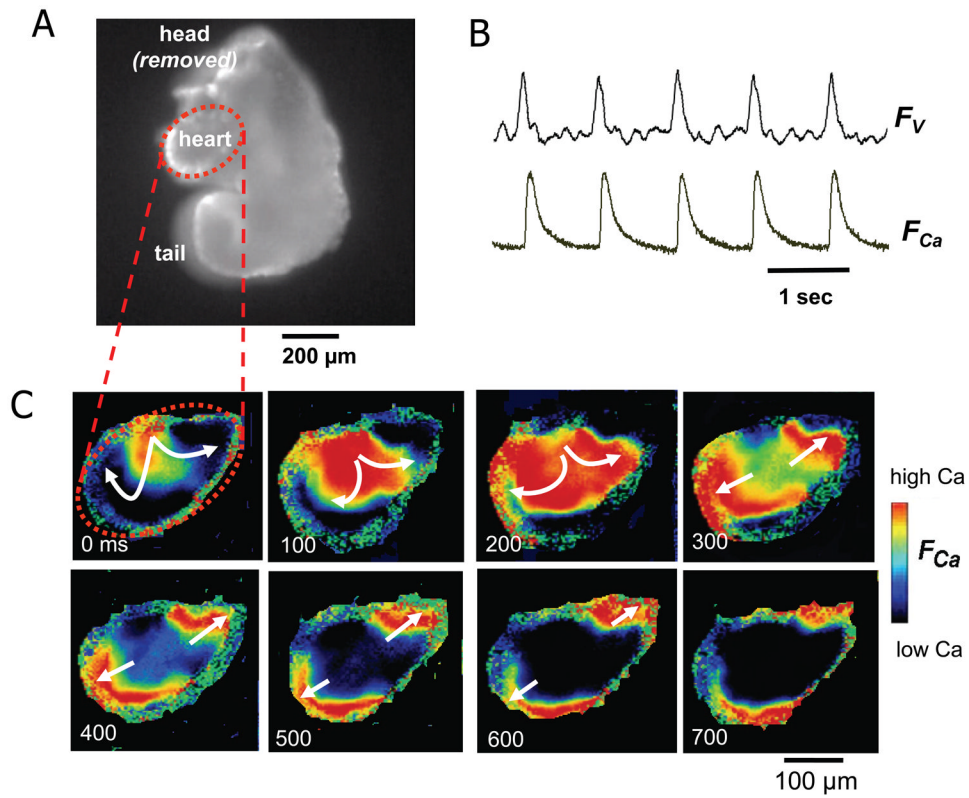 A
head
(removed)
heart
tail
200 µm
B
F_V
F_Ca
1 sec
C
0 ms
100
200
300
400
500
600
700
high Ca
F_Ca
low Ca
100 µm